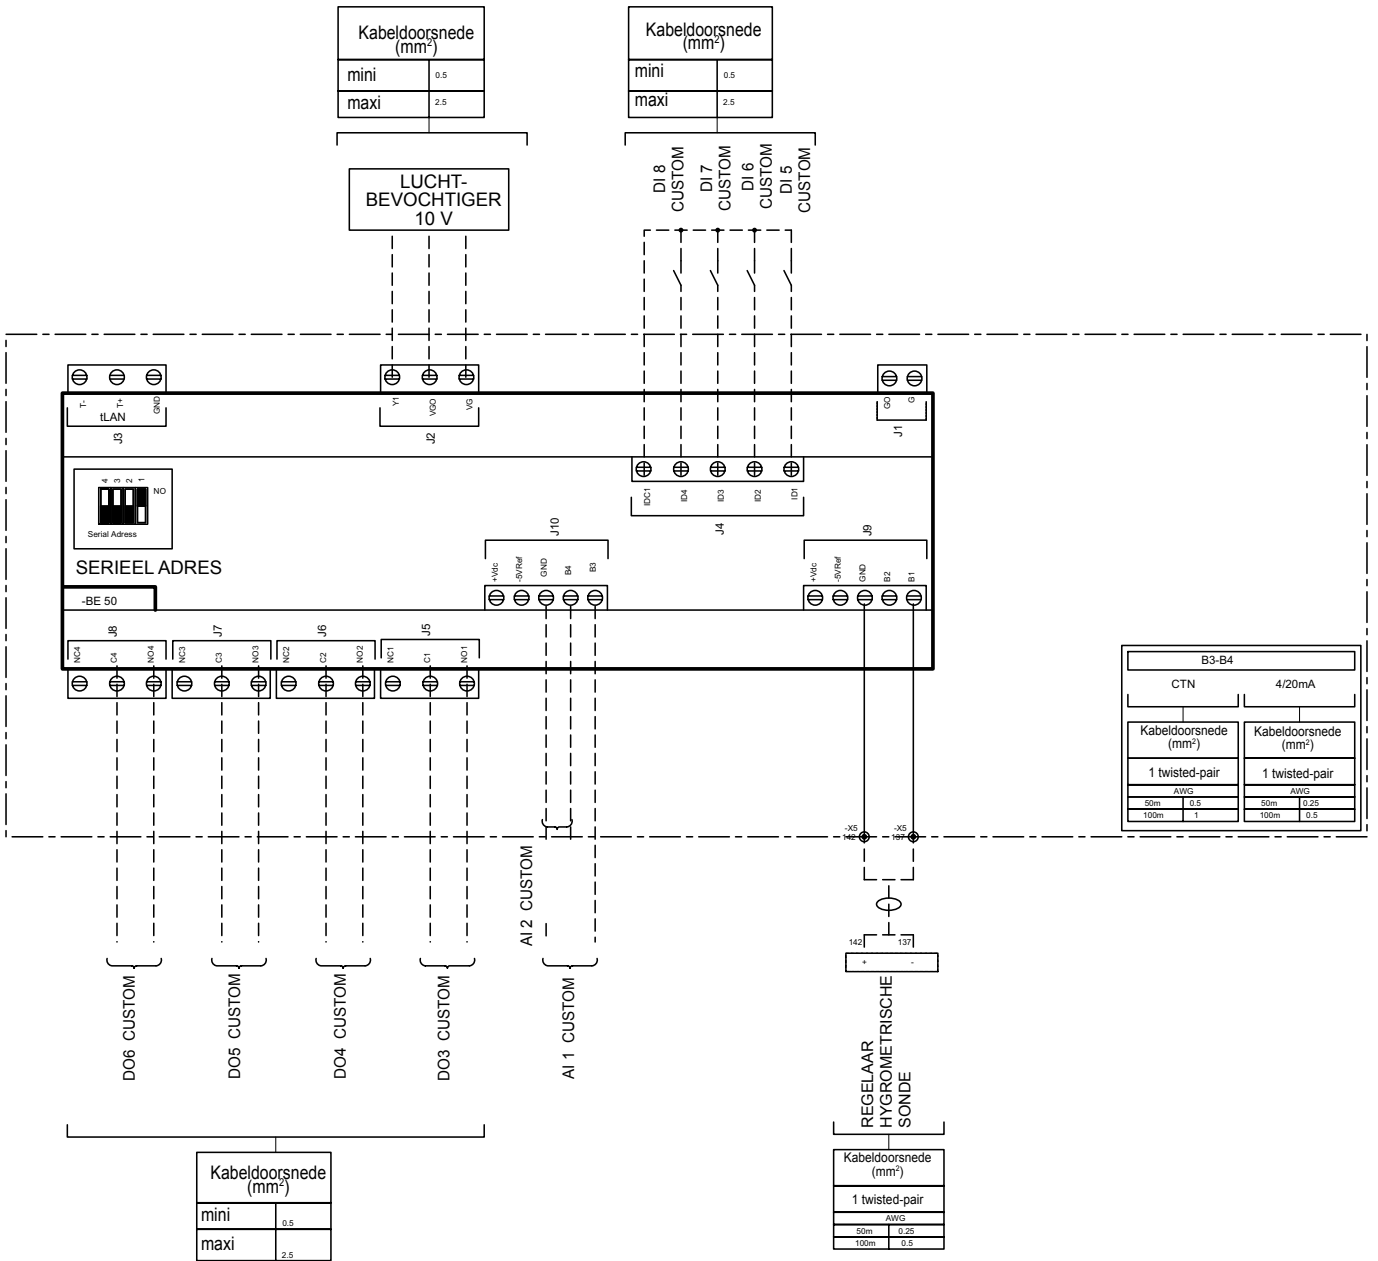 Kabeldoorsnede
(mm²)
mini 0.5
maxi 2.5
Kabeldoorsnede
(mm²)
mini 0.5
maxi 2.5
LUCHT-
BEVOCHTIGER
10 V
DI 8
CUSTOM
DI 7
CUSTOM
DI 6
CUSTOM
DI 5
CUSTOM
T- T+ GND
tLAN
J3
Y1 VGO VG
J2
GO G
J1
4 3 2 1
NO
Serial Adress
SERIEEL ADRES
-BE 50
IDC1 ID4 ID3 ID2 ID1
J4
J10
+Vdc -5VRef GND B4 B3
J9
+Vdc -5VRef GND B2 B1
J8
NC4 C4 NO4
J7
NC3 C3 NO3
J6
NC2 C2 NO2
J5
NC1 C1 NO1
B3-B4
CTN 4/20mA
Kabeldoorsnede
(mm²)
1 twisted-pair
AWG
50m 0.5
100m 1
Kabeldoorsnede
(mm²)
1 twisted-pair
AWG
50m 0.25
100m 0.5
-X5
142
-X5
137
142 137
+ -
DO6 CUSTOM
DO5 CUSTOM
DO4 CUSTOM
DO3 CUSTOM
AI 2 CUSTOM
AI 1 CUSTOM
REGELAAR
HYGROMETRISCHE
SONDE
Kabeldoorsnede
(mm²)
mini 0.5
maxi 2.5
Kabeldoorsnede
(mm²)
1 twisted-pair
AWG
50m 0.25
100m 0.5